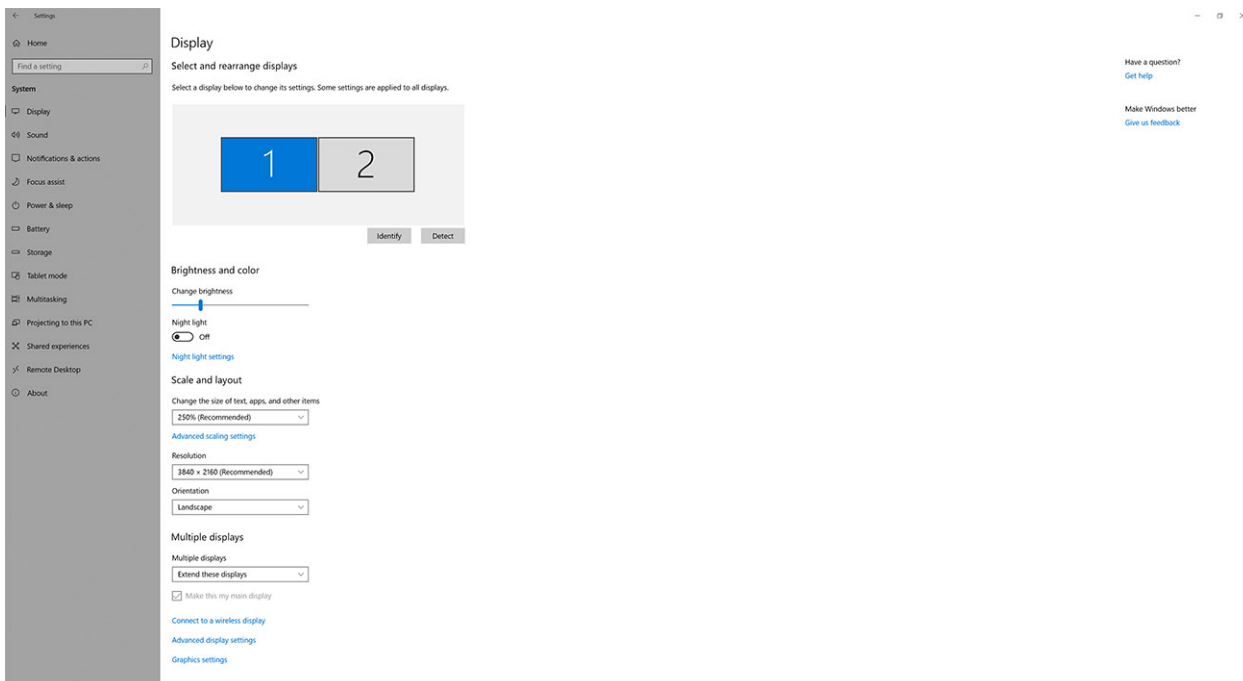 Settings
Home
Find a setting
System
Display
Sound
Notifications & actions
Focus assist
Power & sleep
Battery
Storage
Tablet mode
Multitasking
Projecting to this PC
Shared experiences
Remote Desktop
About
Display
Select and rearrange displays
Select a display below to change its settings. Some settings are applied to all displays.
1 2
Identify Detect
Brightness and color
Change brightness
Night light
Off
Night light settings
Scale and layout
Change the size of text, apps, and other items
250% (Recommended)
Advanced scaling settings
Resolution
3840 × 2160 (Recommended)
Orientation
Landscape
Multiple displays
Multiple displays
Extend these displays
Make this my main display
Connect to a wireless display
Advanced display settings
Graphics settings
Have a question?
Get help
Make Windows better
Give us feedback